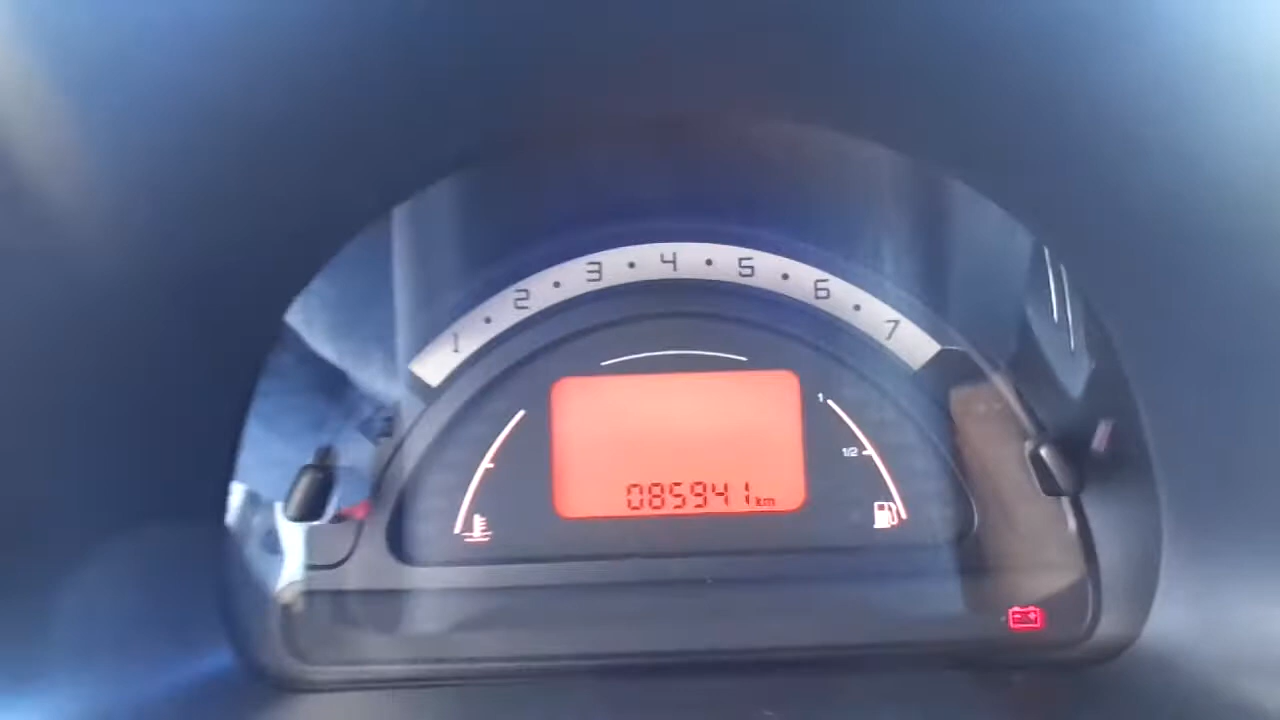 1 • 2 • 3 • 4 • 5 • 6 • 7
1
1/2
085941 km